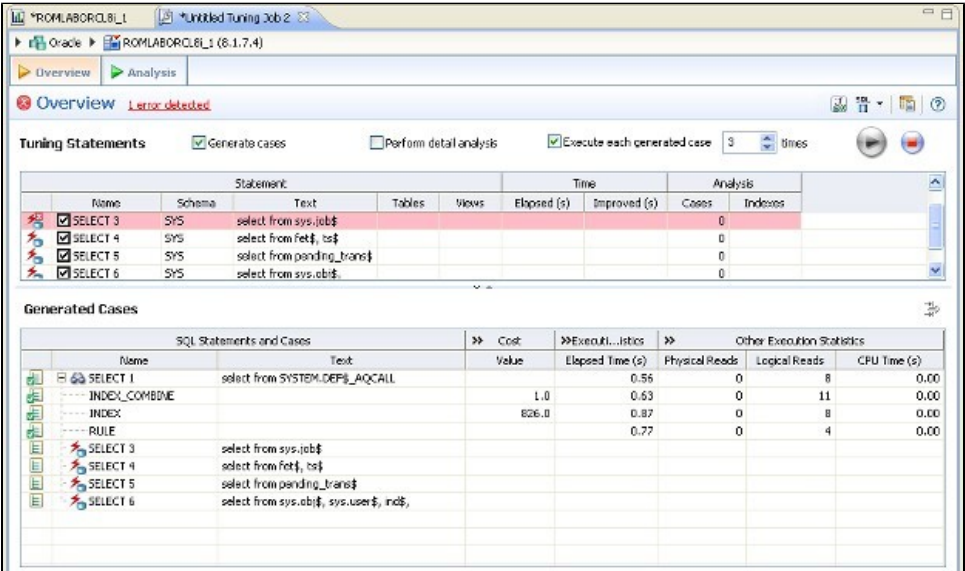 *ROMLABORCL8i_1 *Untitled Tuning Job 2
Oracle ROMLABORCL8i_1 (8.1.7.4)
Overview Analysis
Overview 1 error detected
Tuning Statements Generate cases Perform detail analysis Execute each generated case 3 times
Statement Time Analysis
Name Schema Text Tables Views Elapsed (s) Improved (s) Cases Indexes
SELECT 3 SYS select from sys.job$ 0
SELECT 4 SYS select from fet$, ts$ 0
SELECT 5 SYS select from pending_trans$ 0
SELECT 6 SYS select from sys.obj$, 0
Generated Cases
SQL Statements and Cases Cost Executi...istics Other Execution Statistics
Name Text Value Elapsed Time (s) Physical Reads Logical Reads CPU Time (s)
SELECT 1 select from SYSTEM.DEF$_AQCALL 0.56 0 8 0.00
INDEX_COMBINE 1.0 0.63 0 11 0.00
INDEX 826.0 0.87 0 8 0.00
RULE 0.77 0 4 0.00
SELECT 3 select from sys.job$
SELECT 4 select from fet$, ts$
SELECT 5 select from pending_trans$
SELECT 6 select from sys.obj$, sys.user$, ind$,